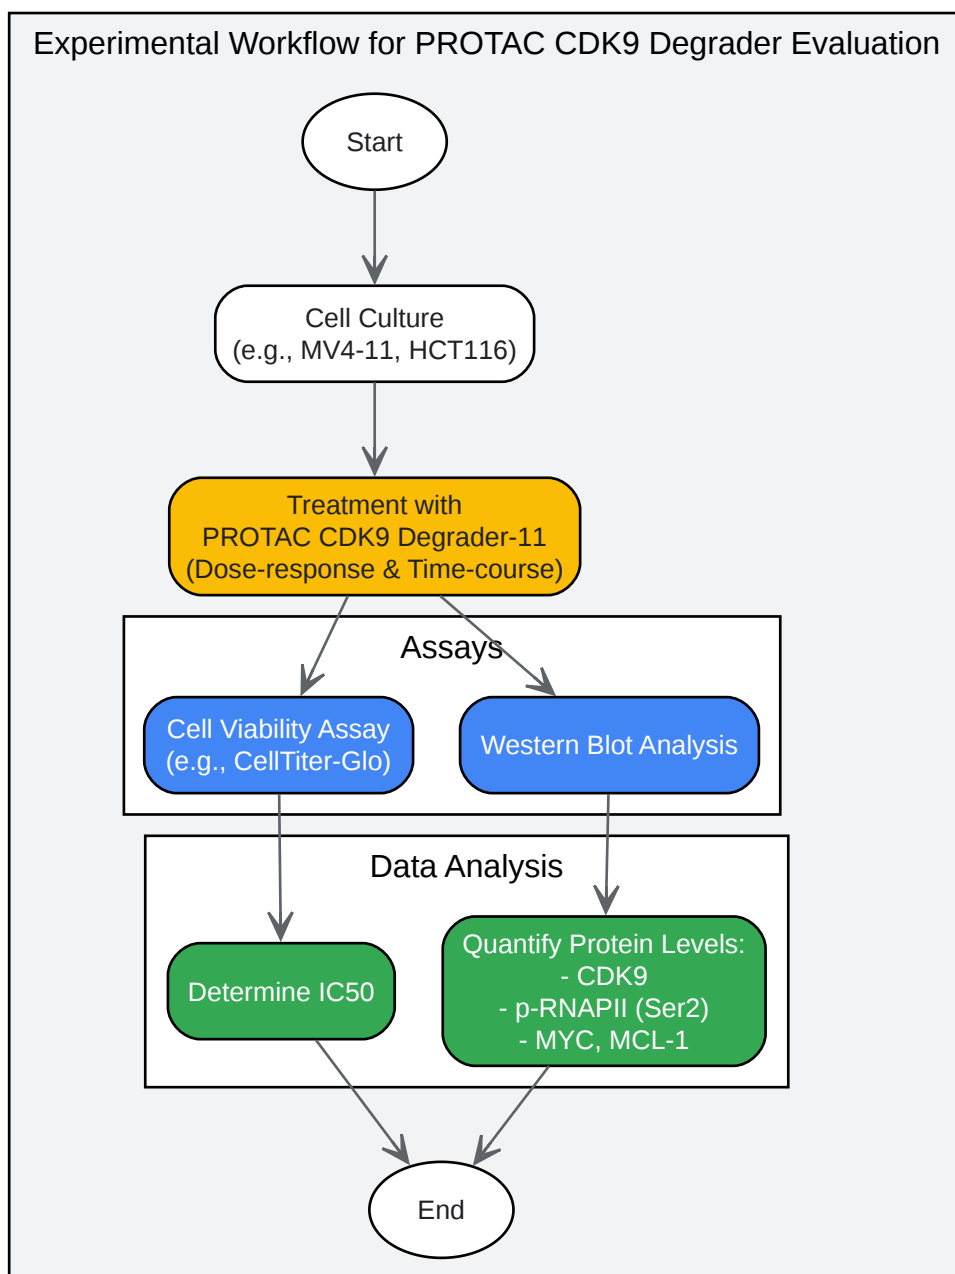 Experimental Workflow for PROTAC CDK9 Degrader Evaluation
Start
Cell Culture
(e.g., MV4-11, HCT116)
Treatment with
PROTAC CDK9 Degrader-11
(Dose-response & Time-course)
Assays
Cell Viability Assay
(e.g., CellTiter-Glo)
Western Blot Analysis
Data Analysis
Determine IC50
Quantify Protein Levels:
- CDK9
- p-RNAPII (Ser2)
- MYC, MCL-1
End